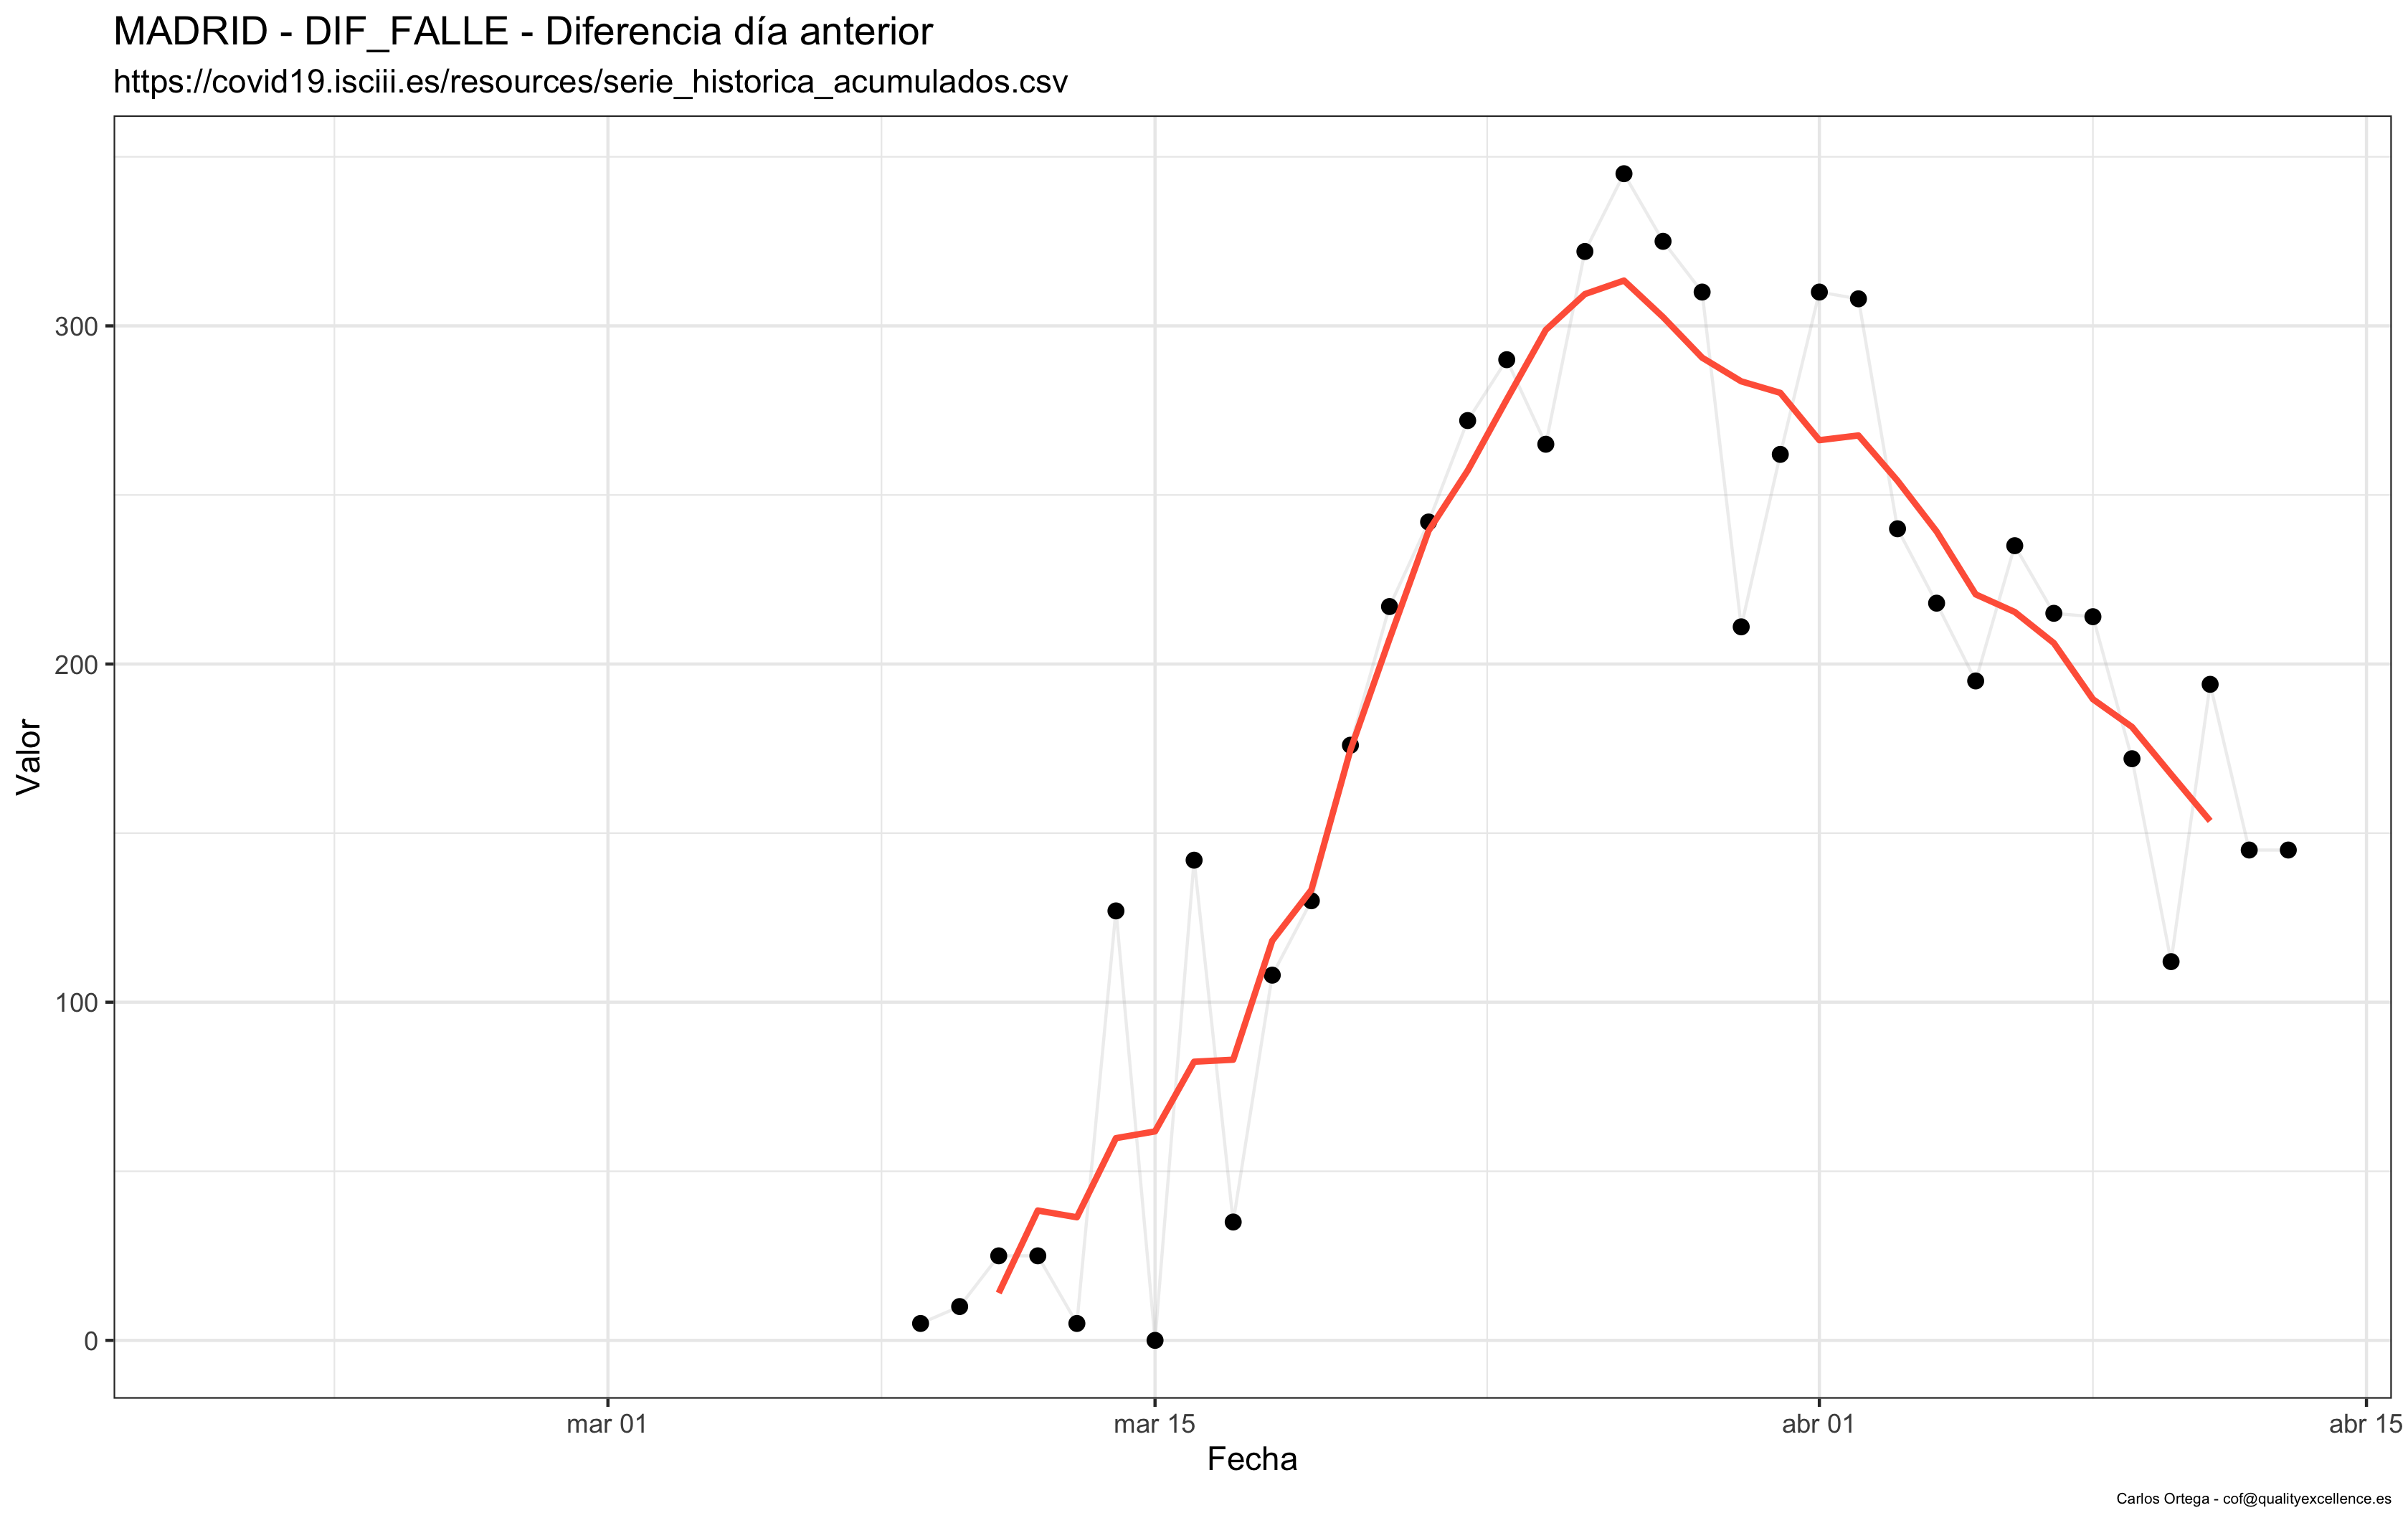 MADRID - DIF_FALLE - Diferencia día anterior
https://covid19.isciii.es/resources/serie_historica_acumulados.csv
Valor
300
200
100
0
mar 01
mar 15
abr 01
abr 15
Fecha
Carlos Ortega - cof@qualityexcellence.es